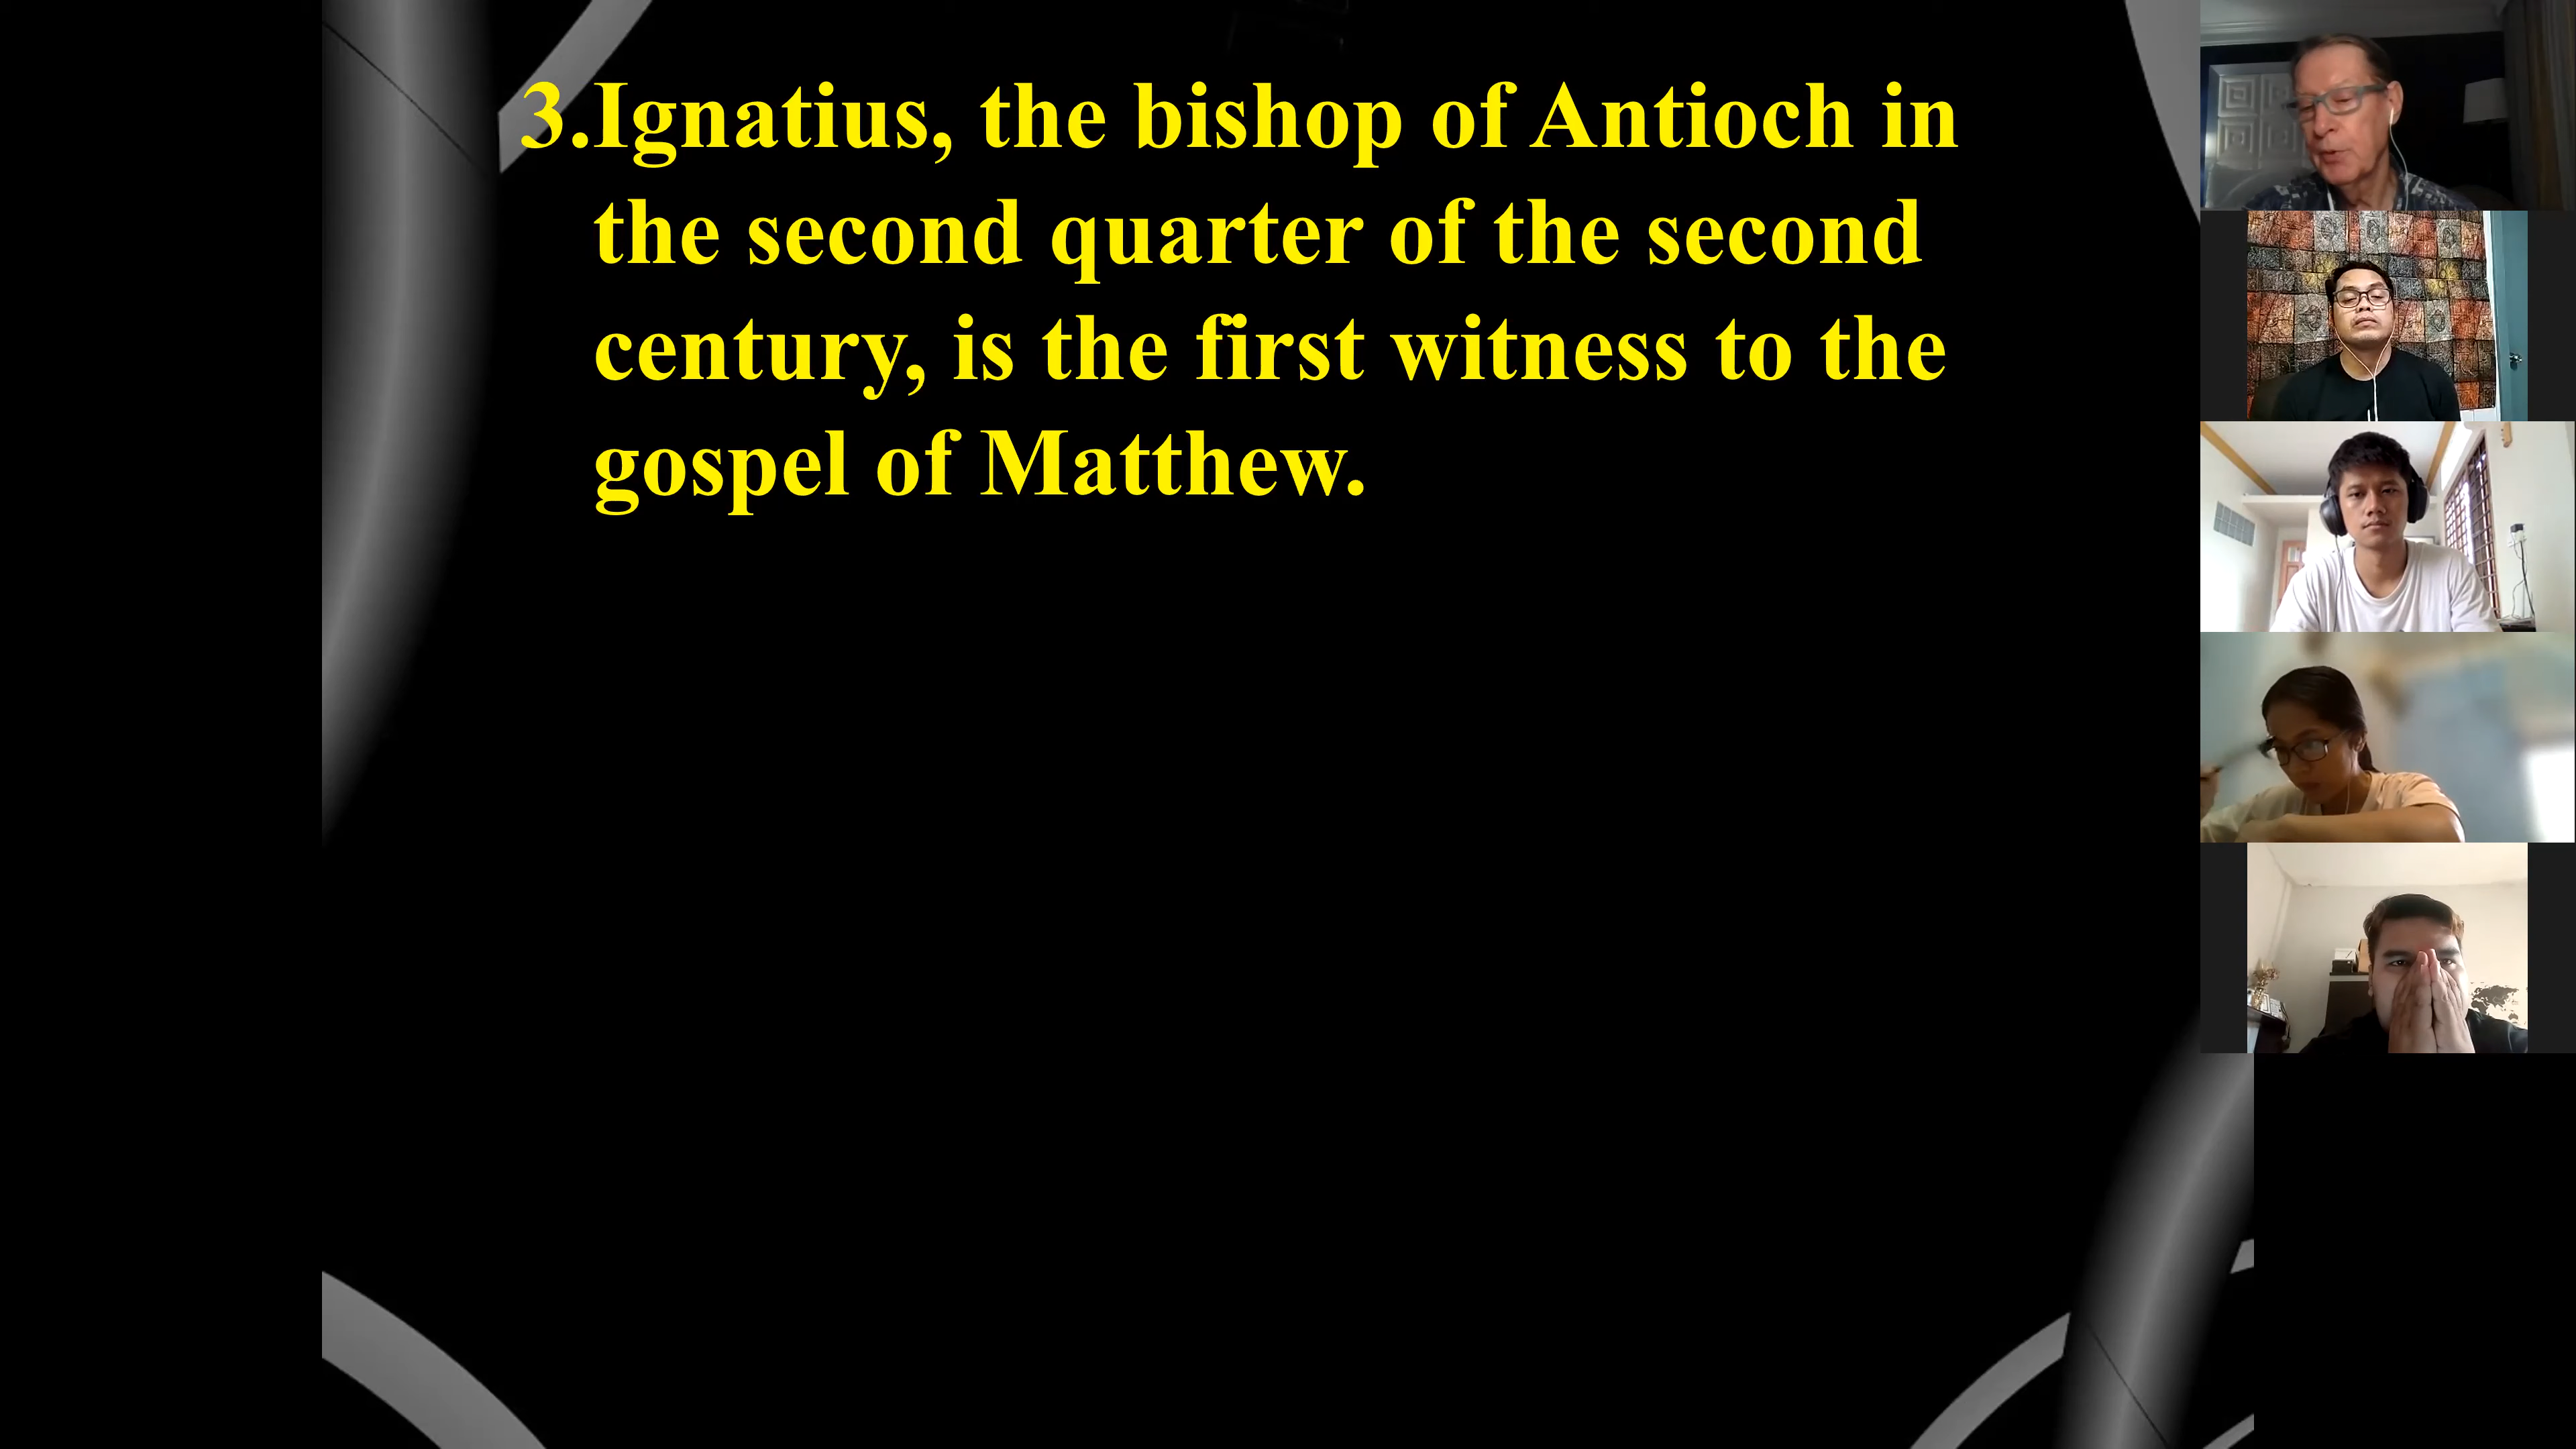 3.Ignatius, the bishop of Antioch in
the second quarter of the second
century, is the first witness to the
gospel of Matthew.